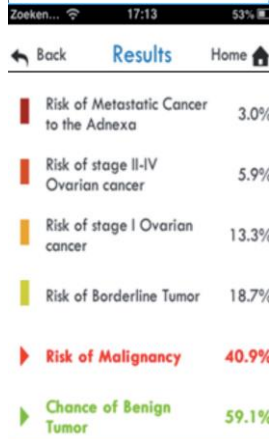 Zoeken... 17:13 53%
Back Results Home
Risk of Metastatic Cancer
to the Adnexa 3.0%
Risk of stage II-IV
Ovarian cancer 5.9%
Risk of stage I Ovarian
cancer 13.3%
Risk of Borderline Tumor 18.7%
Risk of Malignancy 40.9%
Chance of Benign
Tumor 59.1%